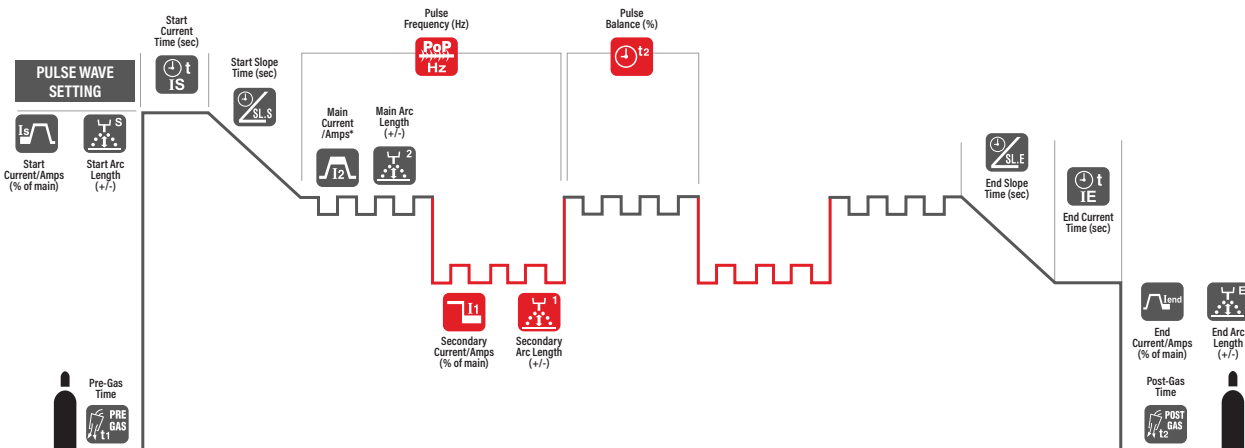 PULSE WAVE
SETTING
Is
Start
Current/Amps
(% of main)
S
Start Arc
Length
(+/-)
Start
Current
Time (sec)
t
IS
Start Slope
Time (sec)
SL.S
Main
Current
/Amps*
I2
Main Arc
Length
(+/-)
2
Pulse
Frequency (Hz)
PoP
Hz
Pulse
Balance (%)
t2
I1
Secondary
Current/Amps
(% of main)
1
Secondary
Arc Length
(+/-)
SL.E
End Slope
Time (sec)
t
IE
End Current
Time (sec)
Iend
End
Current/Amps
(% of main)
E
End Arc
Length
(+/-)
Pre-Gas
Time
PRE
GAS
t1
Post-Gas
Time
POST
GAS
t2